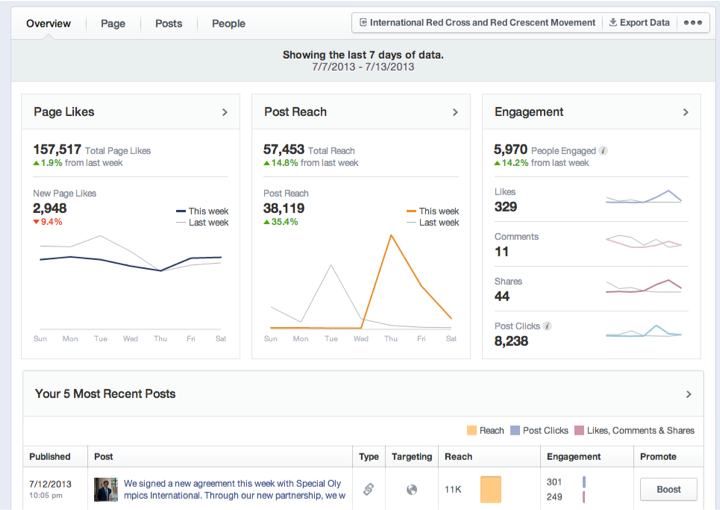 Overview Page Posts People International Red Cross and Red Crescent Movement Export Data
Showing the last 7 days of data.
7/7/2013 - 7/13/2013
Page Likes
157,517 Total Page Likes
1.9% from last week
New Page Likes
2,948
9.4%
This week
Last week
Sun Mon Tue Wed Thu Fri Sat
Post Reach
57,453 Total Reach
14.8% from last week
Post Reach
38,119
35.4%
This week
Last week
Sun Mon Tue Wed Thu Fri Sat
Engagement
5,970 People Engaged i
14.2% from last week
Likes
329
Comments
11
Shares
44
Post Clicks i
8,238
Your 5 Most Recent Posts
Reach Post Clicks Likes, Comments & Shares
Published Post Type Targeting Reach Engagement Promote
7/12/2013
10:05 pm
We signed a new agreement this week with Special Oly
mpics International. Through our new partnership, we w
11K
301
249
Boost